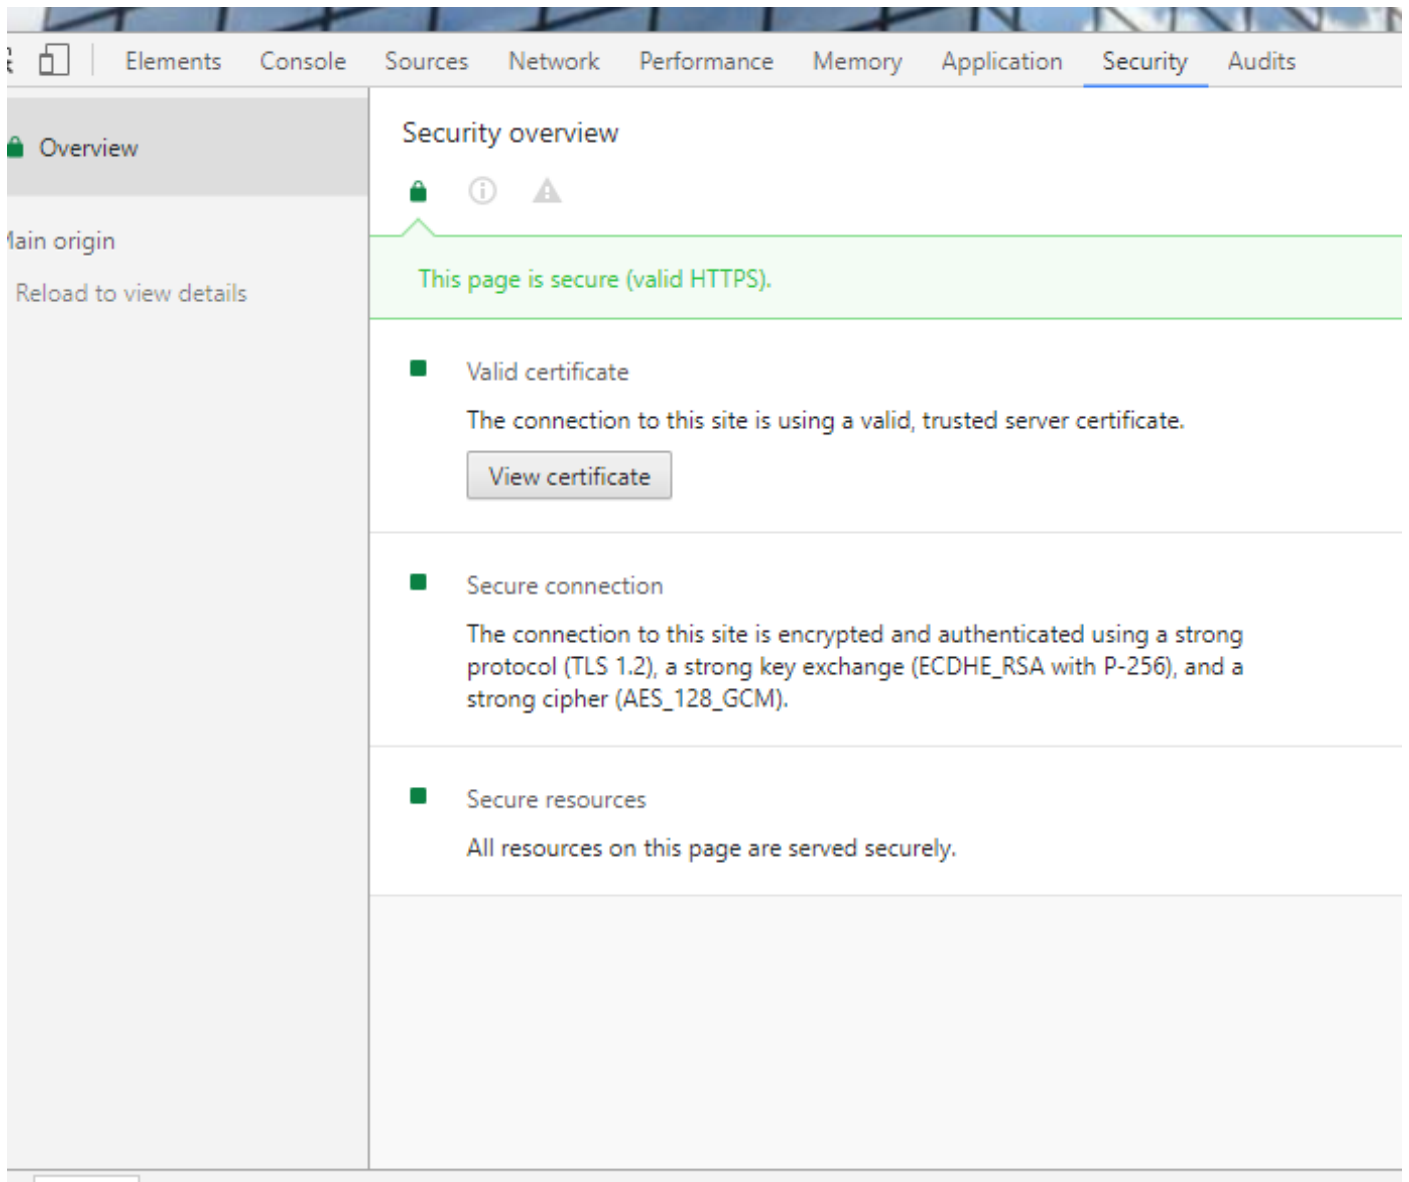 Elements Console Sources Network Performance Memory Application Security Audits
Overview
Main origin
Reload to view details
Security overview
This page is secure (valid HTTPS).
Valid certificate
The connection to this site is using a valid, trusted server certificate.
View certificate
Secure connection
The connection to this site is encrypted and authenticated using a strong
protocol (TLS 1.2), a strong key exchange (ECDHE_RSA with P-256), and a
strong cipher (AES_128_GCM).
Secure resources
All resources on this page are served securely.